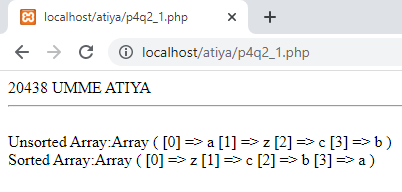 localhost/atiya/p4q2_1.php
localhost/atiya/p4q2_1.php
20438 UMME ATIYA
Unsorted Array:Array ( [0] => a [1] => z [2] => c [3] => b )
Sorted Array:Array ( [0] => z [1] => c [2] => b [3] => a )